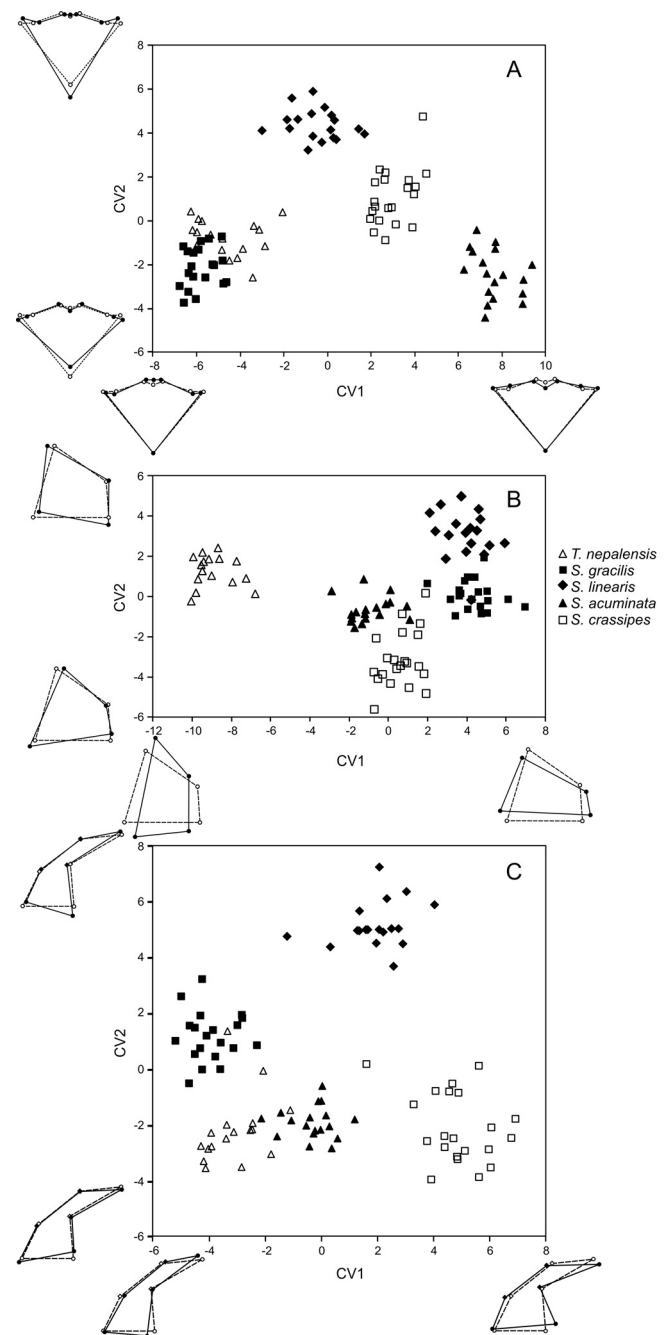 A
8
6
4
2
0
-2
-4
-6
CV2
-8 -6 -4 -2 0 2 4 6 8 10
CV1
B
6
4
2
0
-2
-4
-6
CV2
-12 -10 -8 -6 -4 -2 0 2 4 6 8
CV1
T. nepalensis
S. gracilis
S. linearis
S. acuminata
S. crassipes
C
8
6
4
2
0
-2
-4
-6
CV2
-6 -4 -2 0 2 4 6 8
CV1